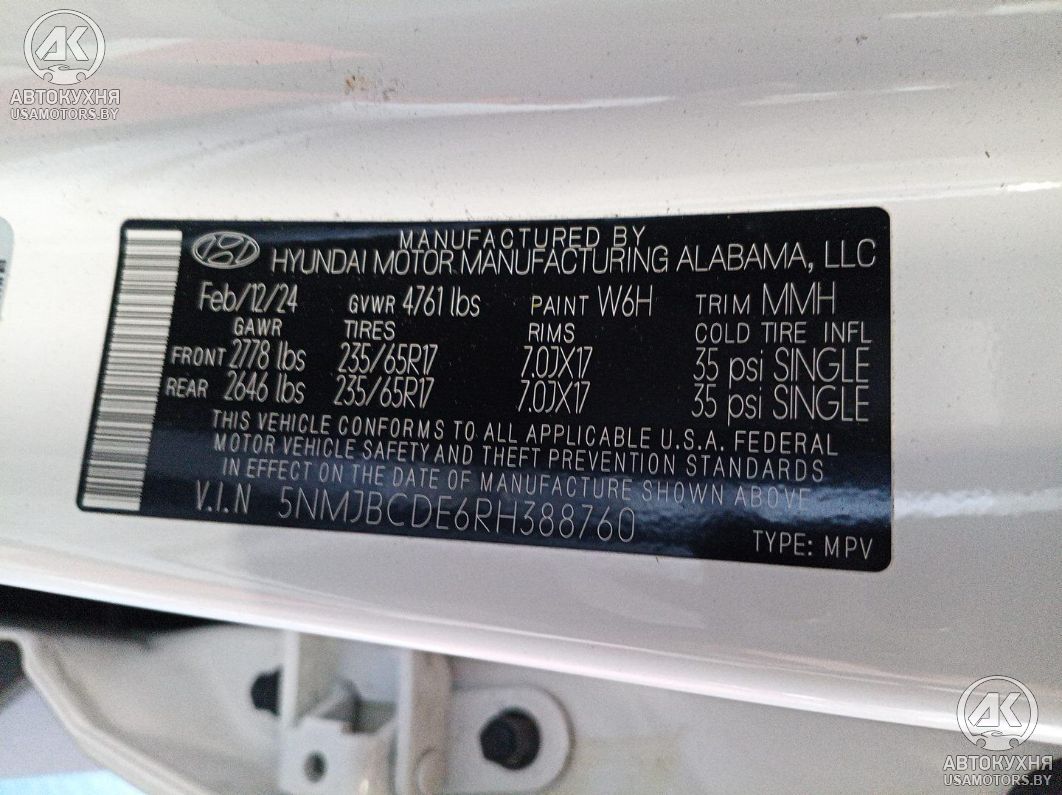 AK
АВТОКУХНЯ
USAMOTORS.BY
MANUFACTURED BY
HYUNDAI MOTOR MANUFACTURING ALABAMA, LLC
Feb/12/24 GVWR 4761 lbs PAINT W6H TRIM MMH
GAWR TIRES RIMS COLD TIRE INFL
FRONT 2778 lbs 235/65R17 7.0JX17 35 psi SINGLE
REAR 2646 lbs 235/65R17 7.0JX17 35 psi SINGLE
THIS VEHICLE CONFORMS TO ALL APPLICABLE U.S.A. FEDERAL
MOTOR VEHICLE SAFETY AND THEFT PREVENTION STANDARDS
IN EFFECT ON THE DATE OF MANUFACTURE SHOWN ABOVE
V.I.N 5NMJBCDE6RH388760
TYPE: MPV
AK
АВТОКУХНЯ
USAMOTORS.BY